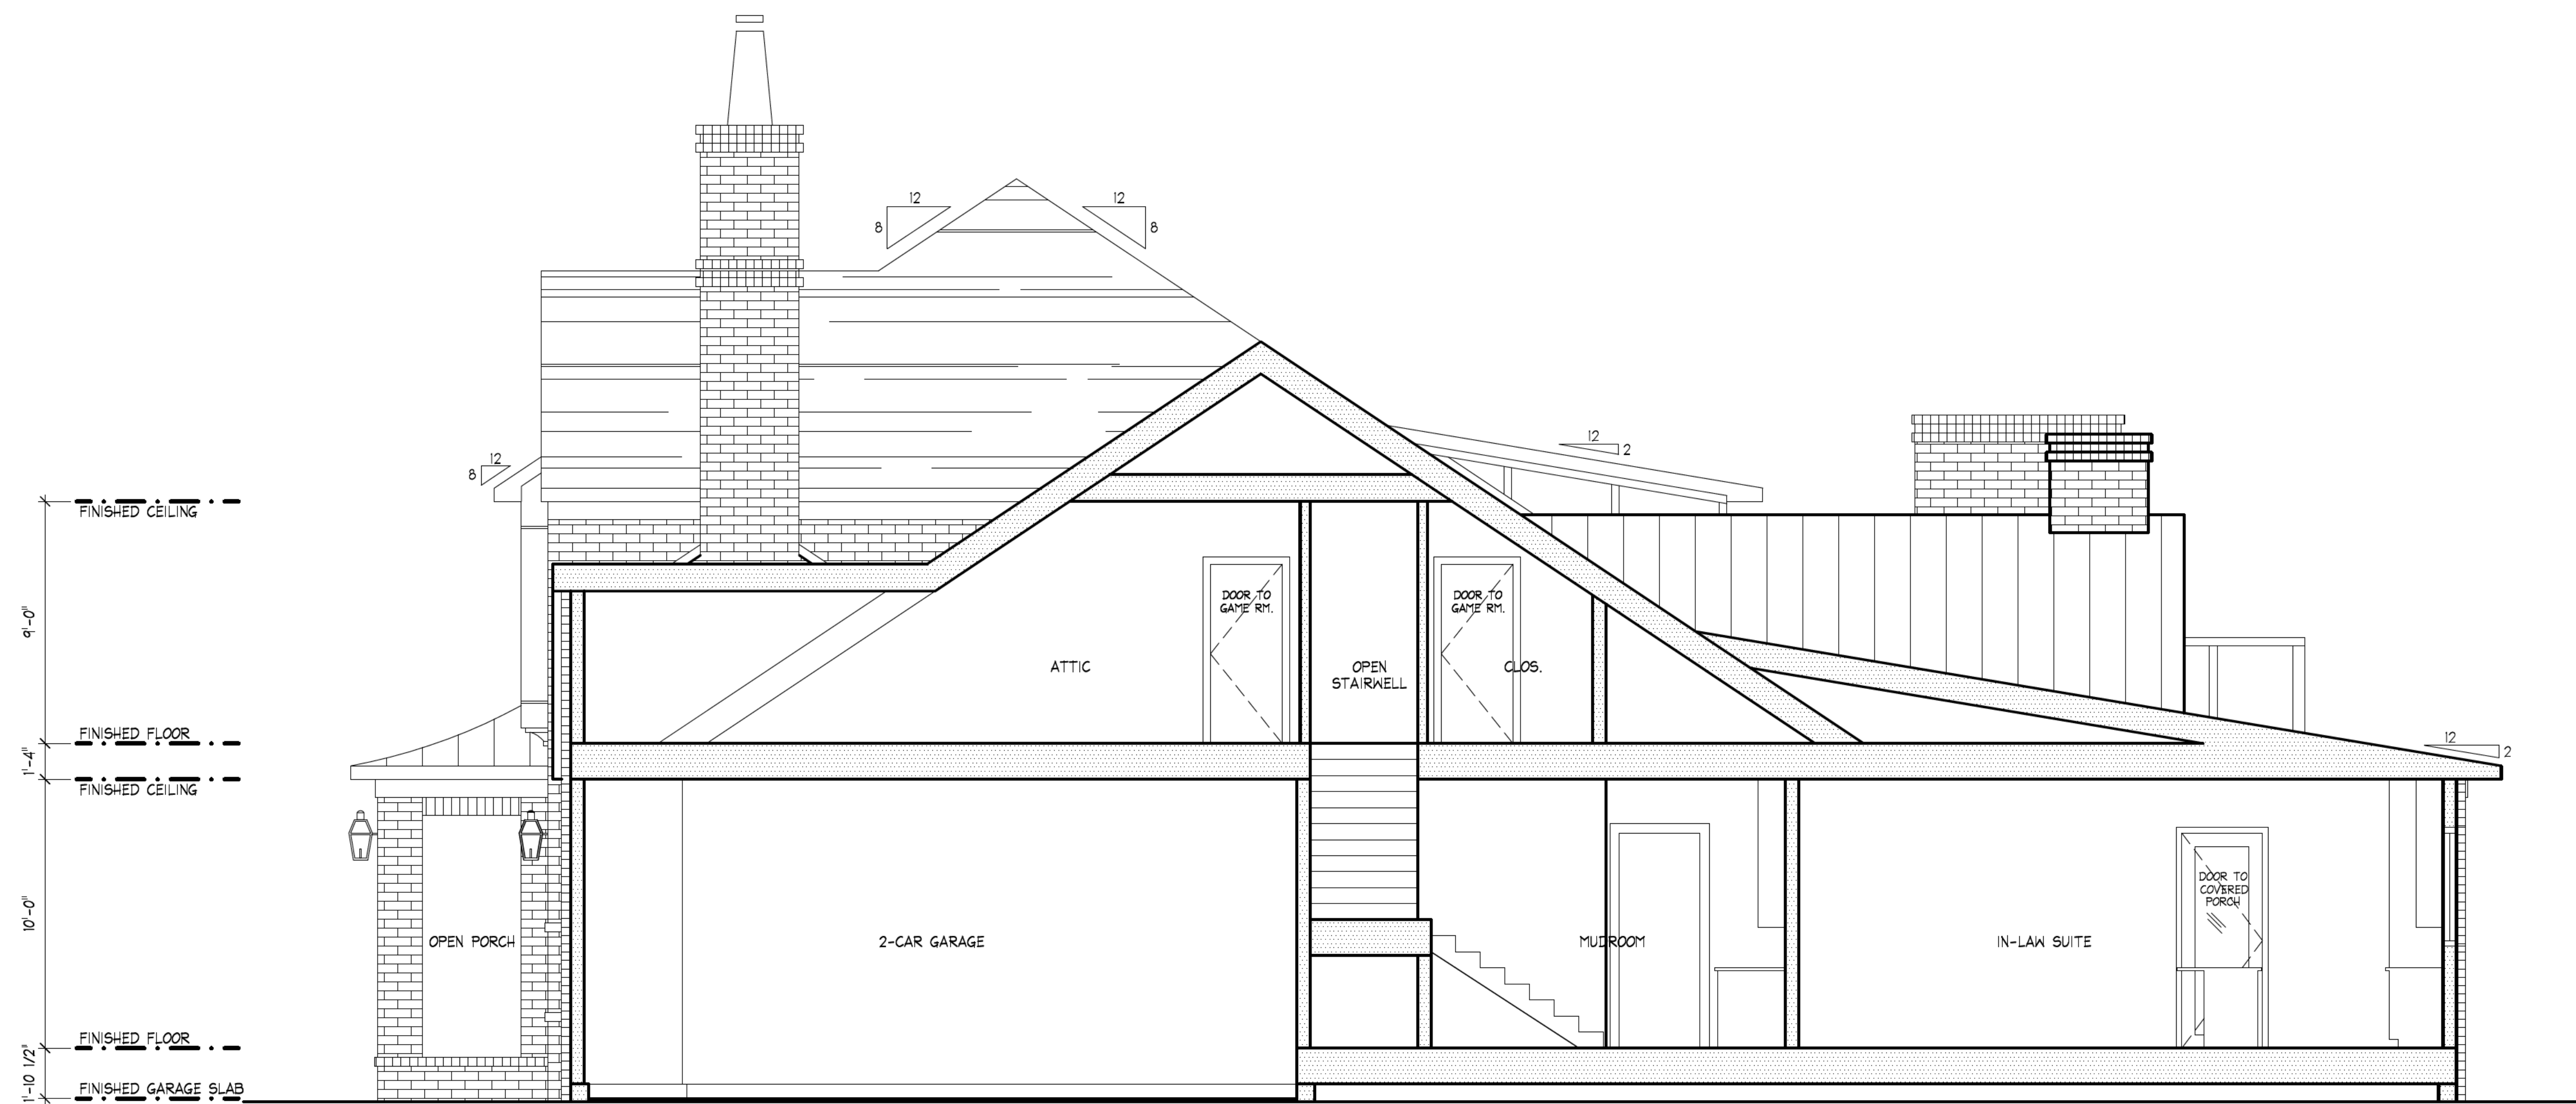 12
12
8
8
12
8
12
2
FINISHED CEILING
9'-0"
DOOR TO
GAME RM.
DOOR TO
GAME RM.
ATTIC
OPEN
STAIRWELL
CLOS.
FINISHED FLOOR
1'-4"
FINISHED CEILING
12
2
10'-0"
DOOR TO
COVERED
PORCH
OPEN PORCH
2-CAR GARAGE
MUDROOM
IN-LAW SUITE
FINISHED FLOOR
1'-10 1/2"
FINISHED GARAGE SLAB